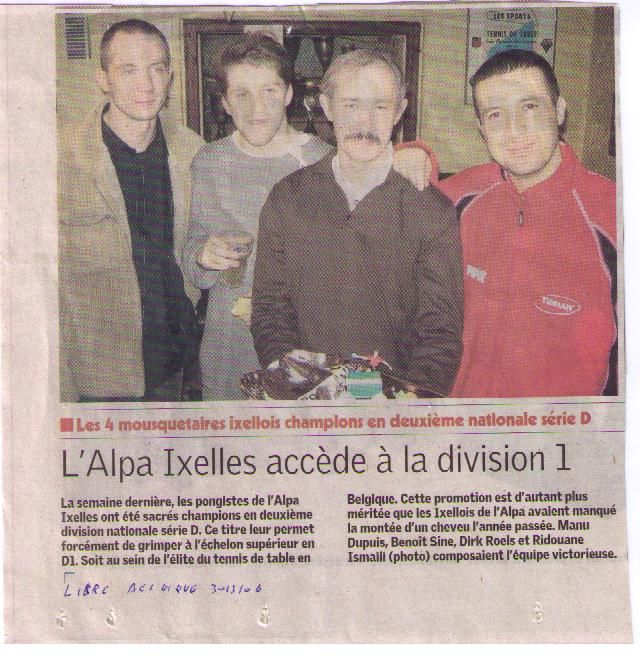 LES SPORTS
TENNIS DE TABLE
TIBHAR
Les 4 mousquetaires ixellois champions en deuxième nationale série D
L'Alpa Ixelles accède à la division 1
La semaine dernière, les pongistes de l'Alpa
Ixelles ont été sacrés champions en deuxième
division nationale série D. Ce titre leur permet
forcément de grimper à l'échelon supérieur en
D1. Soit au sein de l'élite du tennis de table en
Belgique. Cette promotion est d'autant plus
méritée que les Ixellois de l'Alpa avaient manqué
la montée d'un cheveu l'année passée. Manu
Dupuis, Benoît Sine, Dirk Roels et Ridouane
Ismaili (photo) composaient l'équipe victorieuse.
LIBRE BELGIQUE 30/3/06